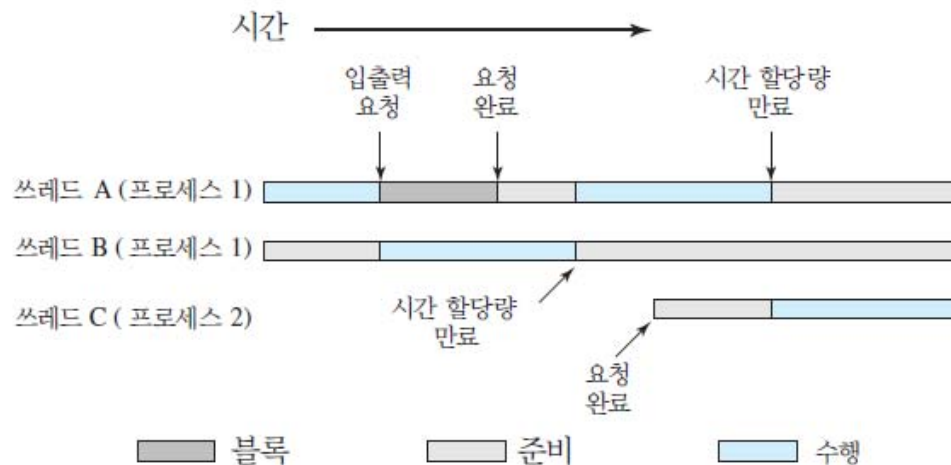 시간
입출력
요청
요청
완료
시간 할당량
만료
쓰레드 A (프로세스 1)
쓰레드 B ( 프로세스 1)
시간 할당량
만료
쓰레드 C ( 프로세스 2)
요청
완료
블록
준비
수행